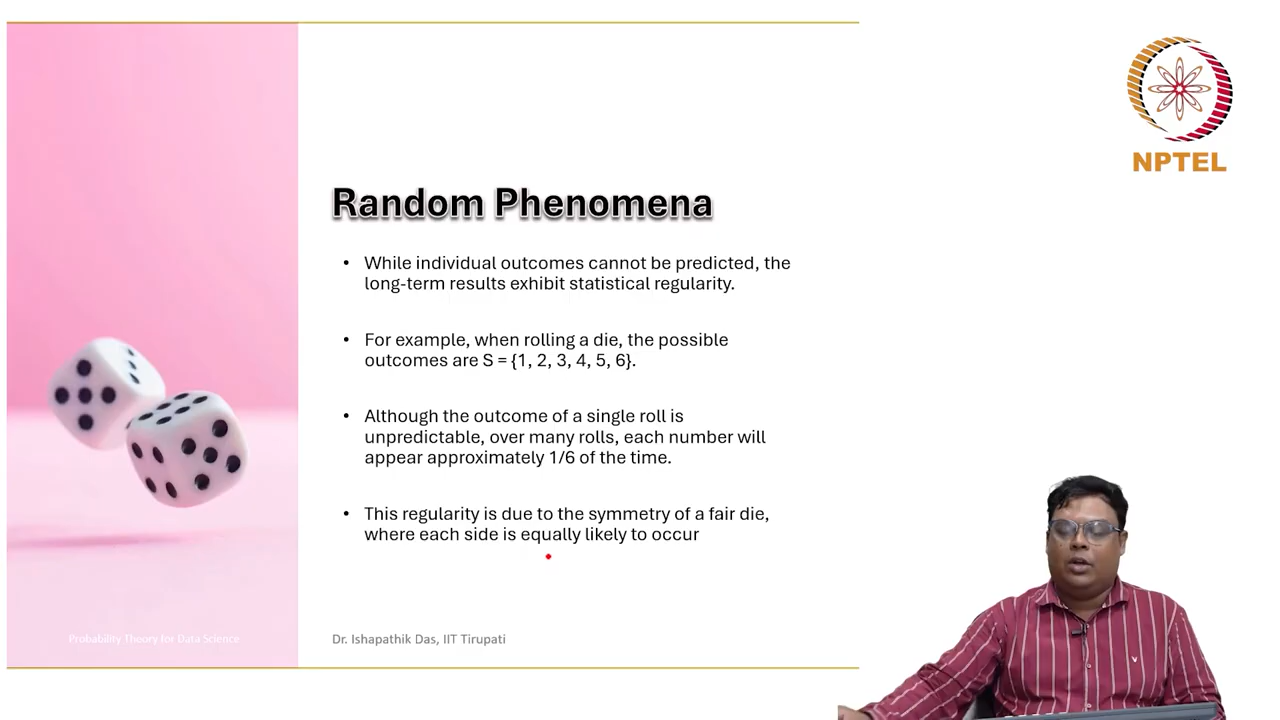 NPTEL
Random Phenomena
• While individual outcomes cannot be predicted, the
long-term results exhibit statistical regularity.
• For example, when rolling a die, the possible
outcomes are S = {1, 2, 3, 4, 5, 6}.
• Although the outcome of a single roll is
unpredictable, over many rolls, each number will
appear approximately 1/6 of the time.
• This regularity is due to the symmetry of a fair die,
where each side is equally likely to occur
Probability Theory for Data Science
Dr. Ishapathik Das, IIT Tirupati